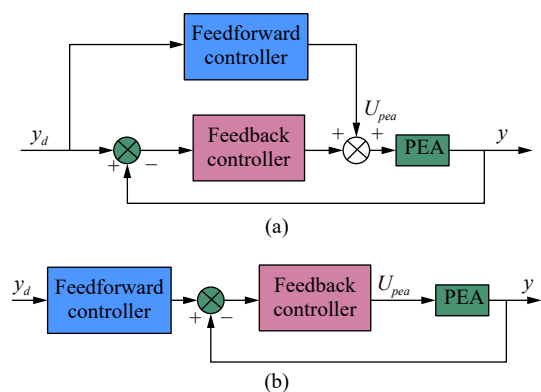 Feedforward
controller
U_pea
y_d
+ −
Feedback
controller
+ +
PEA
y
(a)
y_d
Feedforward
controller
+ −
Feedback
controller
U_pea
PEA
y
(b)